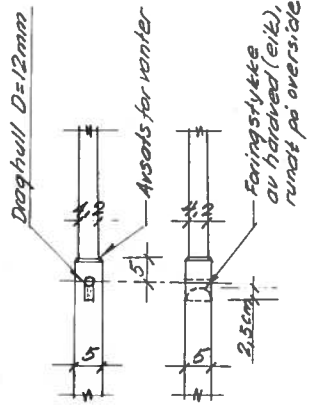 Draghull D=12mm
Avsats for vanter
4,2
5
5
Foringstykke
av hardved (eik),
rundt på overside
4,2
5
2,5cm